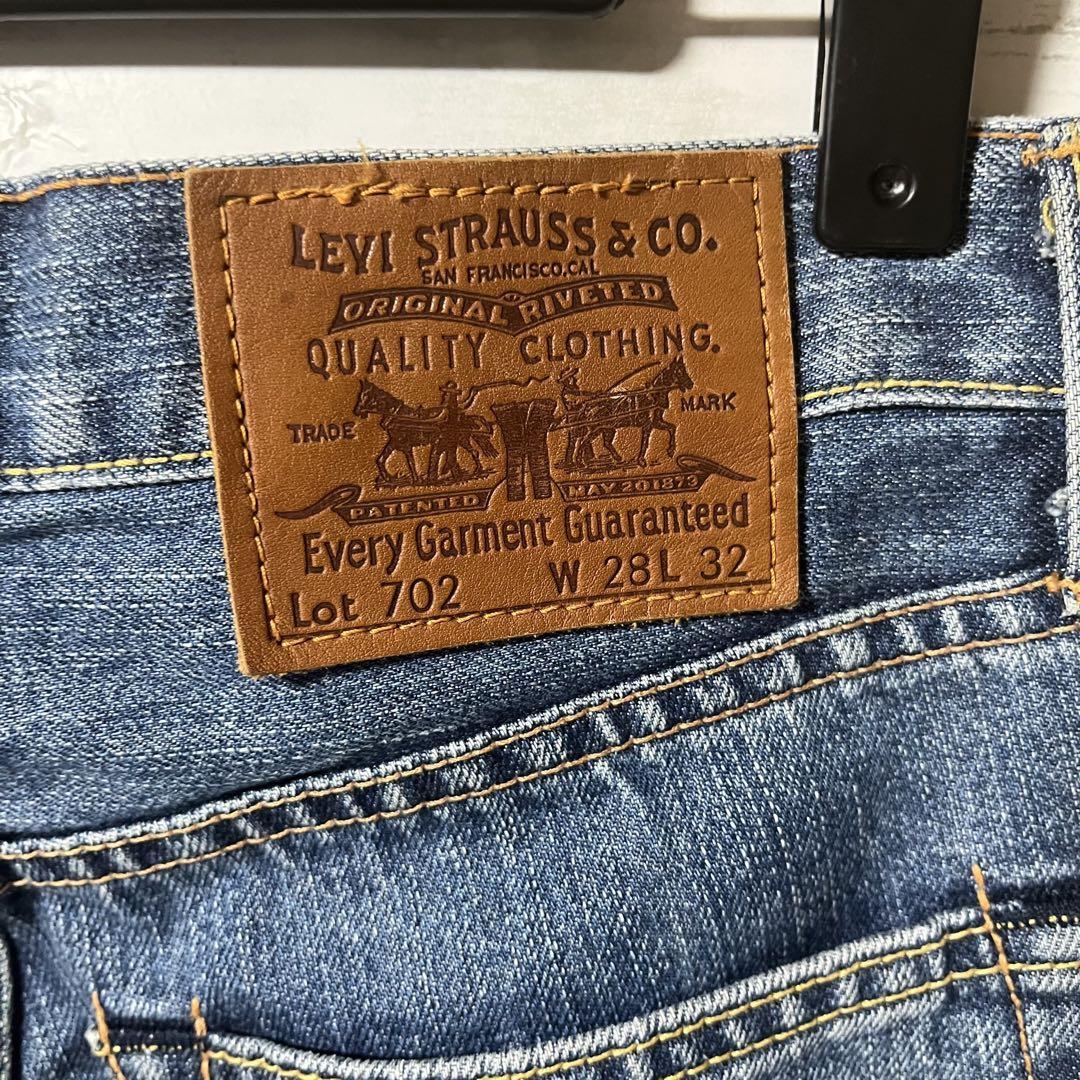 LEVI STRAUSS & CO.
SAN FRANCISCO, CAL
ORIGINAL RIVETED
QUALITY CLOTHING.
TRADE MARK
PATENTED MAY 20 1873
Every Garment Guaranteed
Lot 702 W 28 L 32